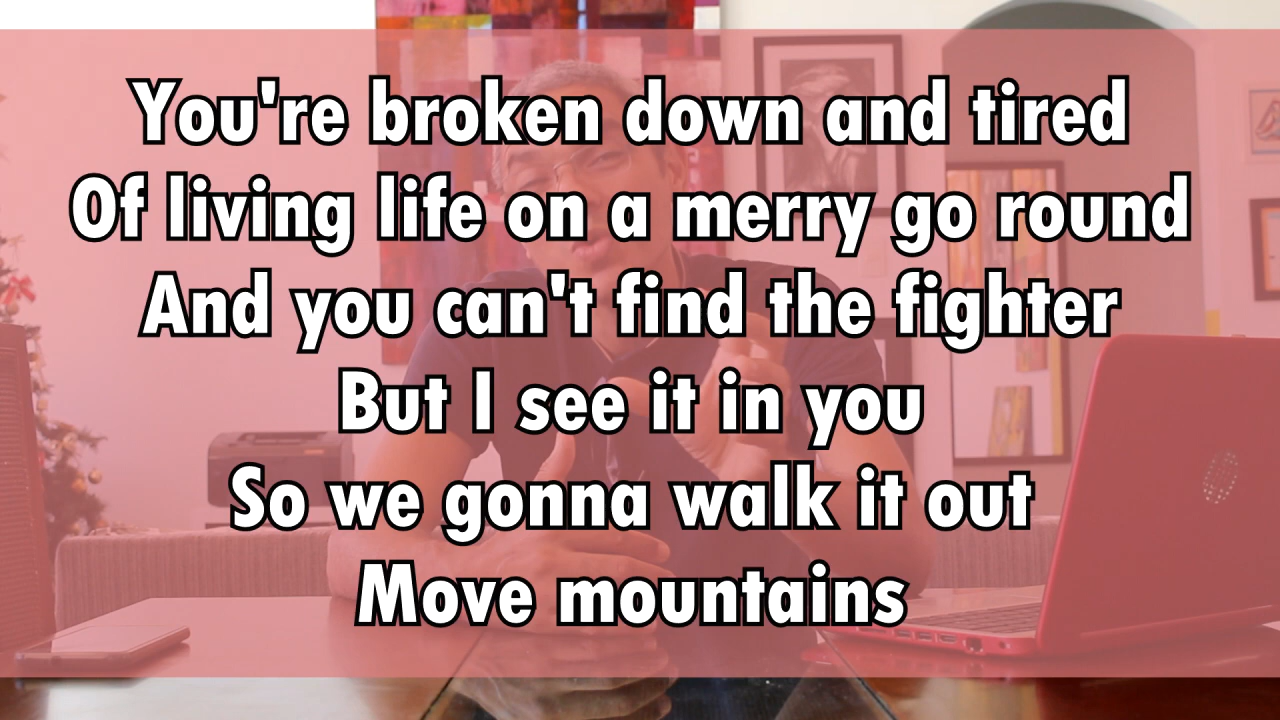 You're broken down and tired
Of living life on a merry go round
And you can't find the fighter
But I see it in you
So we gonna walk it out
Move mountains